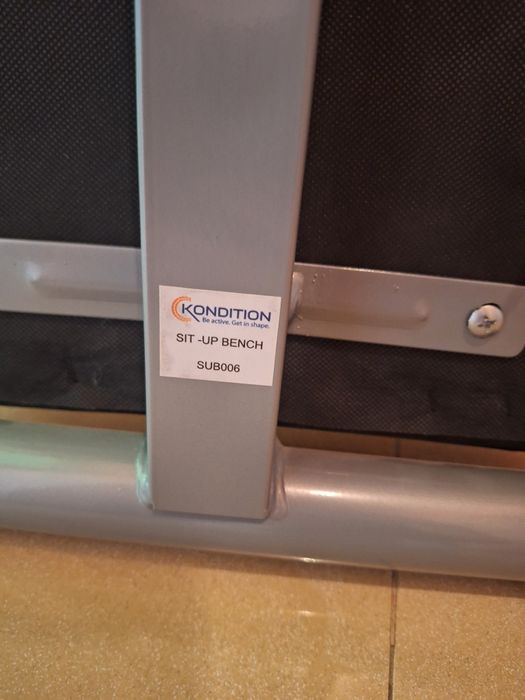 KONDITION
Be active. Get in shape.
SIT -UP BENCH
SUB006